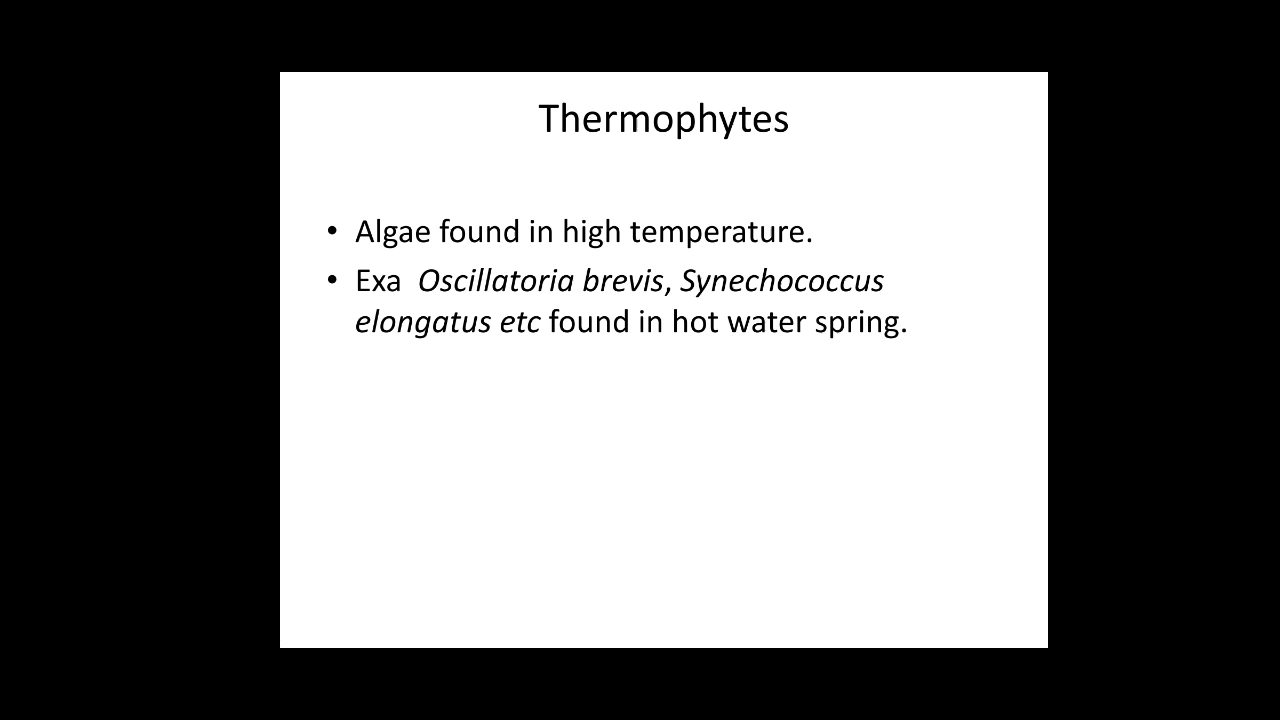 Thermophytes
• Algae found in high temperature.
• Exa  Oscillatoria brevis, Synechococcus
elongatus etc found in hot water spring.